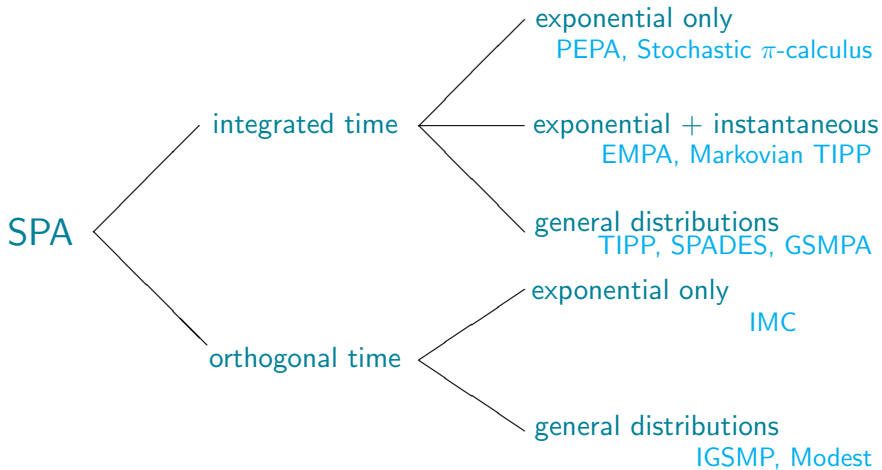 exponential only
PEPA, Stochastic π-calculus
integrated time
exponential + instantaneous
EMPA, Markovian TIPP
SPA
general distributions
TIPP, SPADES, GSMPA
exponential only
IMC
orthogonal time
general distributions
IGSMP, Modest